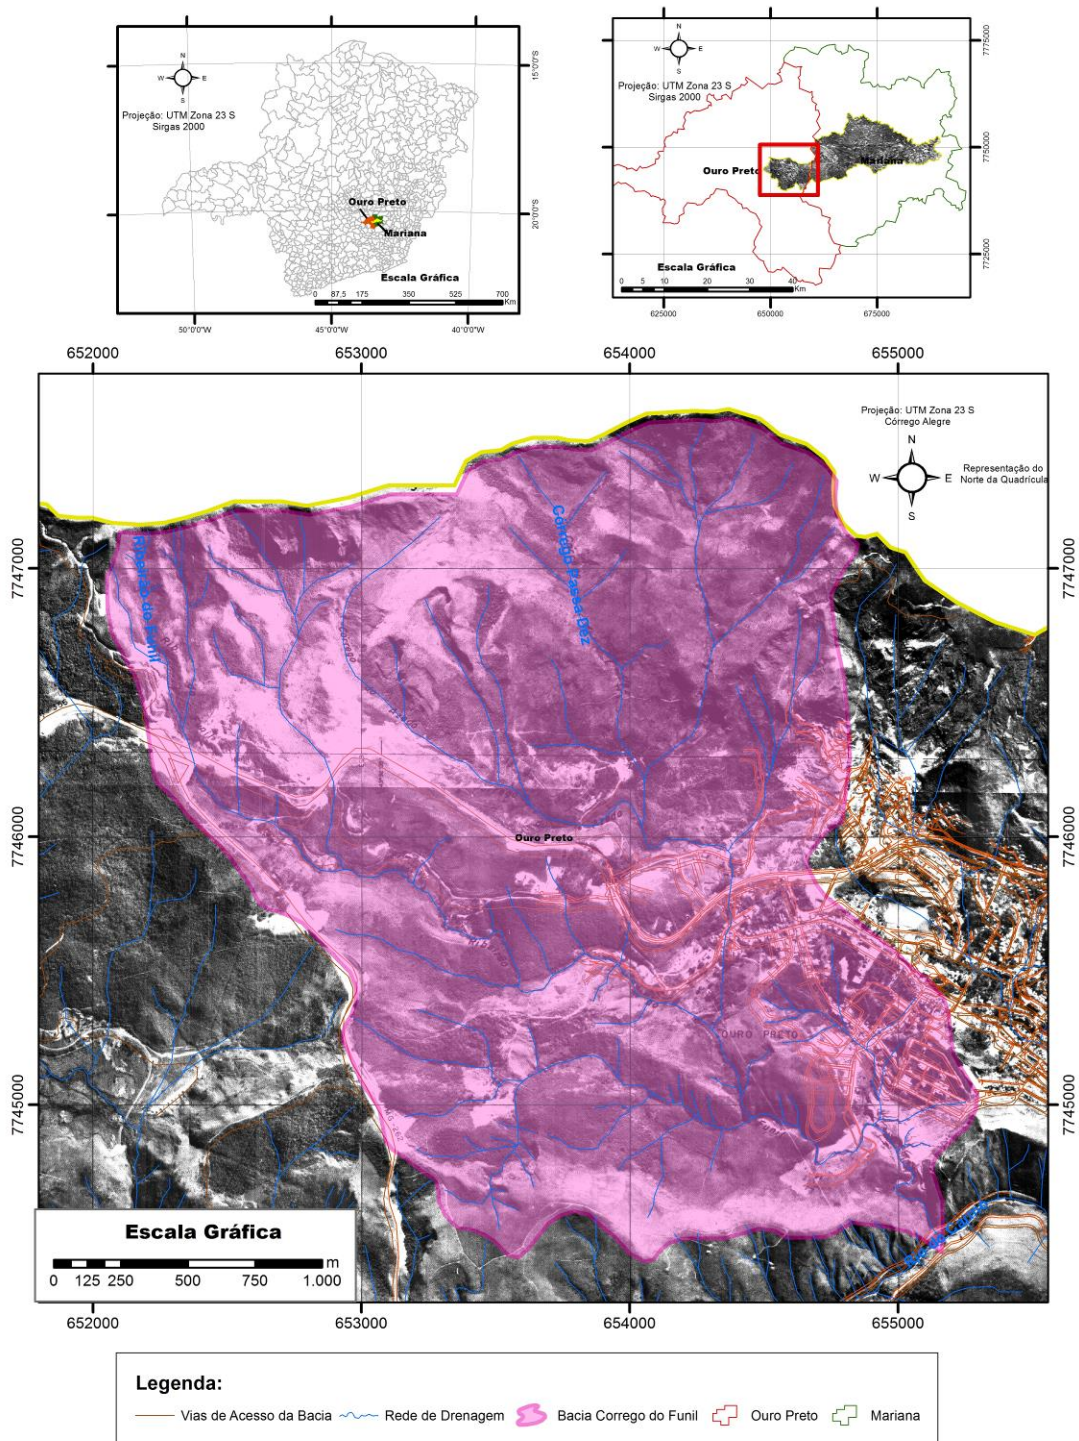 N
W E
S
Projeção: UTM Zona 23 S
Sirgas 2000
Ouro Preto
Mariana
Escala Gráfica
0 87,5 175 350 525 700
Km
15°0'0"S
20°0'0"S
50°0'0"W 45°0'0"W 40°0'0"W
N
W E
S
Projeção: UTM Zona 23 S
Sirgas 2000
Ouro Preto
Mariana
Escala Gráfica
0 5 10 20 30 40
Km
7775000
7750000
7725000
625000 650000 675000
652000 653000 654000 655000
Projeção: UTM Zona 23 S
Córrego Alegre
N
W E
S
Representação do
Norte da Quadrícula
7747000
7746000
7745000
7747000
7746000
7745000
Ribeirão do Funil
Córrego Passa Dez
Córrego
Ouro Preto
OURO PRETO
Escala Gráfica
0 125 250 500 750 1.000 m
652000 653000 654000 655000
Legenda:
Vias de Acesso da Bacia Rede de Drenagem Bacia Corrego do Funil Ouro Preto Mariana